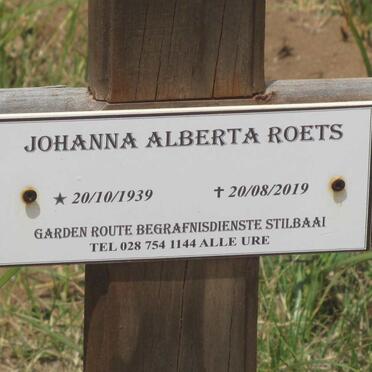 JOHANNA ALBERTA ROETS
★ 20/10/1939 ✝ 20/08/2019
GARDEN ROUTE BEGRAFNISDIENSTE STILBAAI
TEL 028 754 1144 ALLE URE